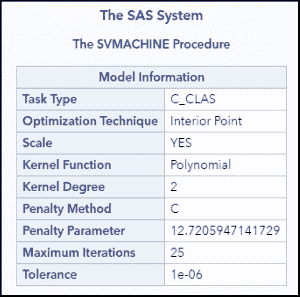 The SAS System
The SVMACHINE Procedure
Model Information
Task Type C_CLAS
Optimization Technique Interior Point
Scale YES
Kernel Function Polynomial
Kernel Degree 2
Penalty Method C
Penalty Parameter 12.7205947141729
Maximum Iterations 25
Tolerance 1e-06